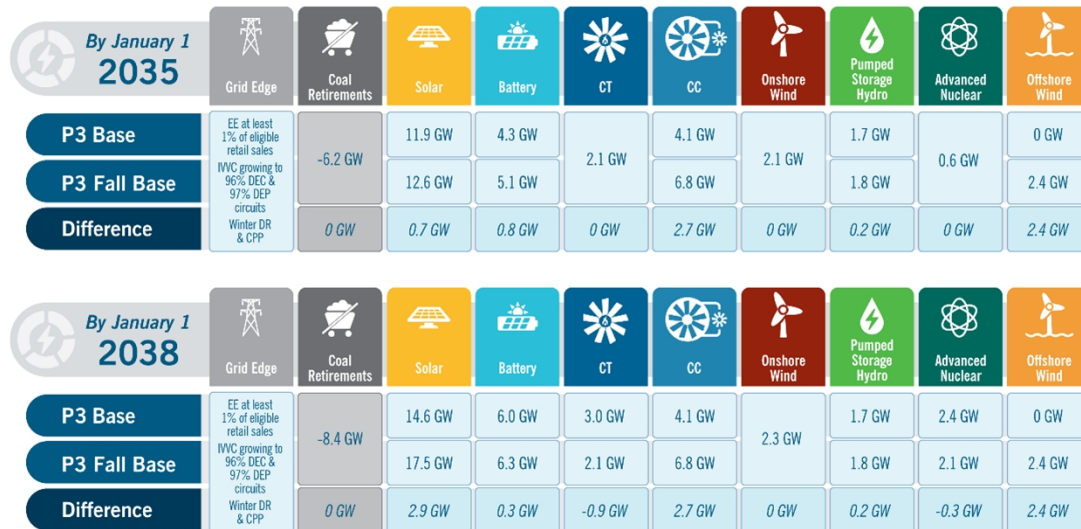 By January 1
2035
Grid Edge
Coal
Retirements
Solar
Battery
CT
CC
Onshore
Wind
Pumped
Storage
Hydro
Advanced
Nuclear
Offshore
Wind
P3 Base
P3 Fall Base
Difference
EE at least
1% of eligible
retail sales
IVVC growing to
96% DEC &
97% DEP
circuits
Winter DR
& CPP
-6.2 GW
11.9 GW
4.3 GW
2.1 GW
4.1 GW
2.1 GW
1.7 GW
0.6 GW
0 GW
12.6 GW
5.1 GW
6.8 GW
1.8 GW
2.4 GW
0 GW
0.7 GW
0.8 GW
0 GW
2.7 GW
0 GW
0.2 GW
0 GW
2.4 GW
By January 1
2038
Grid Edge
Coal
Retirements
Solar
Battery
CT
CC
Onshore
Wind
Pumped
Storage
Hydro
Advanced
Nuclear
Offshore
Wind
P3 Base
P3 Fall Base
Difference
EE at least
1% of eligible
retail sales
IVVC growing to
96% DEC &
97% DEP
circuits
Winter DR
& CPP
-8.4 GW
14.6 GW
6.0 GW
3.0 GW
4.1 GW
2.3 GW
1.7 GW
2.4 GW
0 GW
17.5 GW
6.3 GW
2.1 GW
6.8 GW
1.8 GW
2.1 GW
2.4 GW
0 GW
2.9 GW
0.3 GW
-0.9 GW
2.7 GW
0 GW
0.2 GW
-0.3 GW
2.4 GW